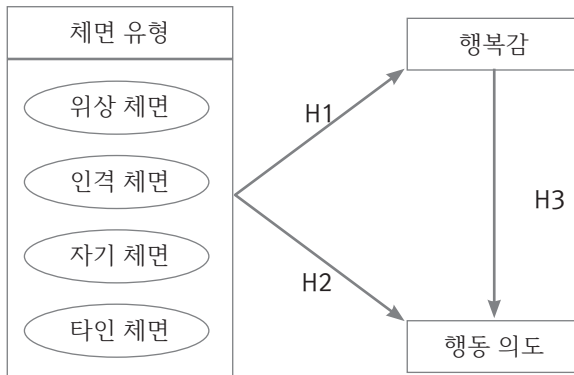 체면 유형
위상 체면
인격 체면
자기 체면
타인 체면
H1
H2
행복감
H3
행동 의도